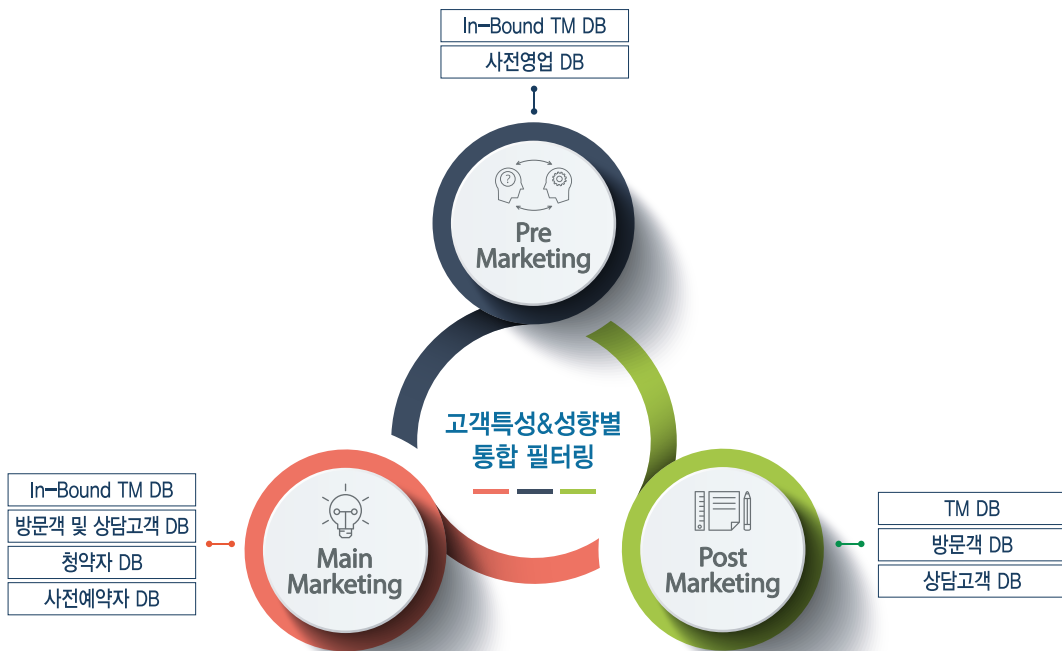 In-Bound TM DB
사전영업 DB
?
Pre
Marketing
고객특성&성향별
통합 필터링
In-Bound TM DB
방문객 및 상담고객 DB
청약자 DB
사전예약자 DB
Main
Marketing
Post
Marketing
TM DB
방문객 DB
상담고객 DB